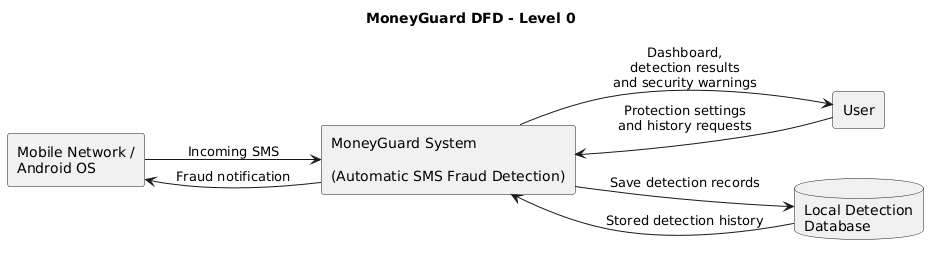 MoneyGuard DFD - Level 0
Dashboard,
detection results
and security warnings
Protection settings
and history requests
User
Mobile Network /
Android OS
Incoming SMS
Fraud notification
MoneyGuard System
(Automatic SMS Fraud Detection)
Save detection records
Stored detection history
Local Detection
Database